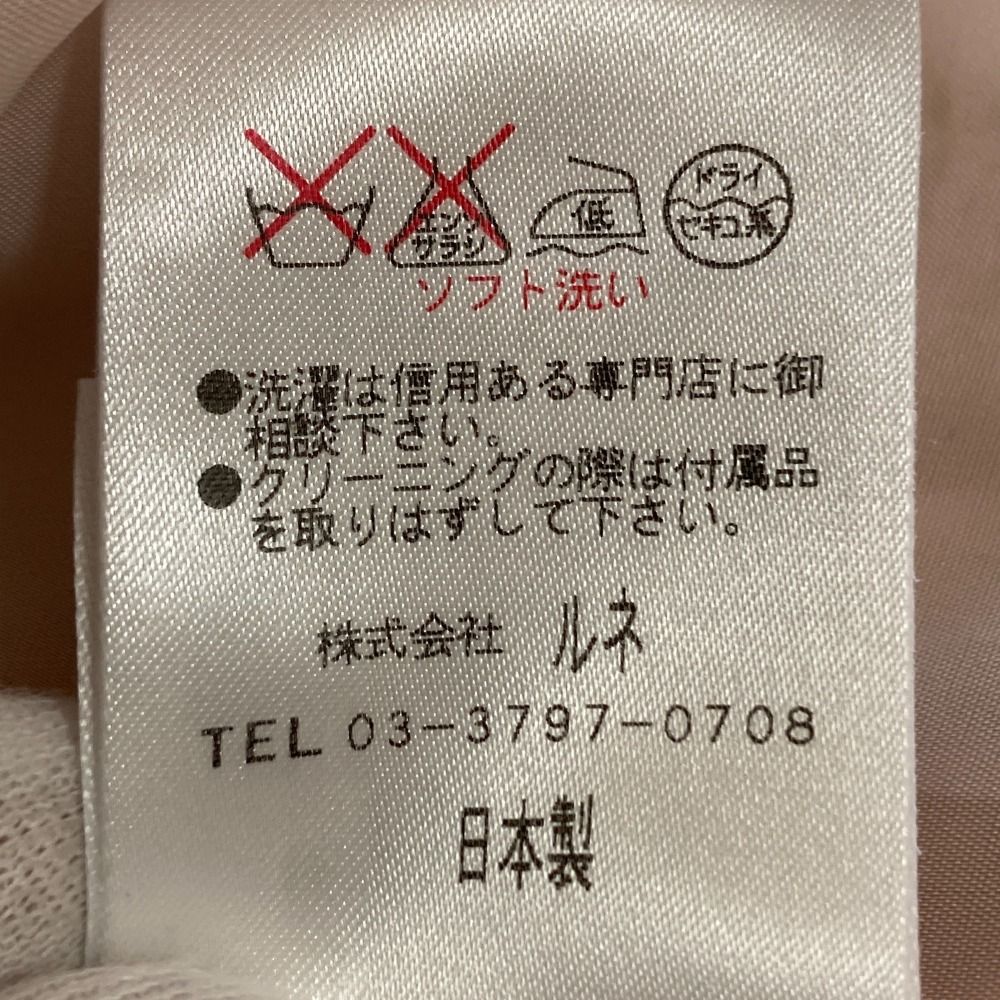 エンソ
サラシ
低
ドライ
セキユ系
ソフト洗い
●洗濯は信用ある専門店に御
相談下さい。
●クリーニングの際は付属品
を取りはずして下さい。
株式会社 ルネ
TEL 03-3797-0708
日本製